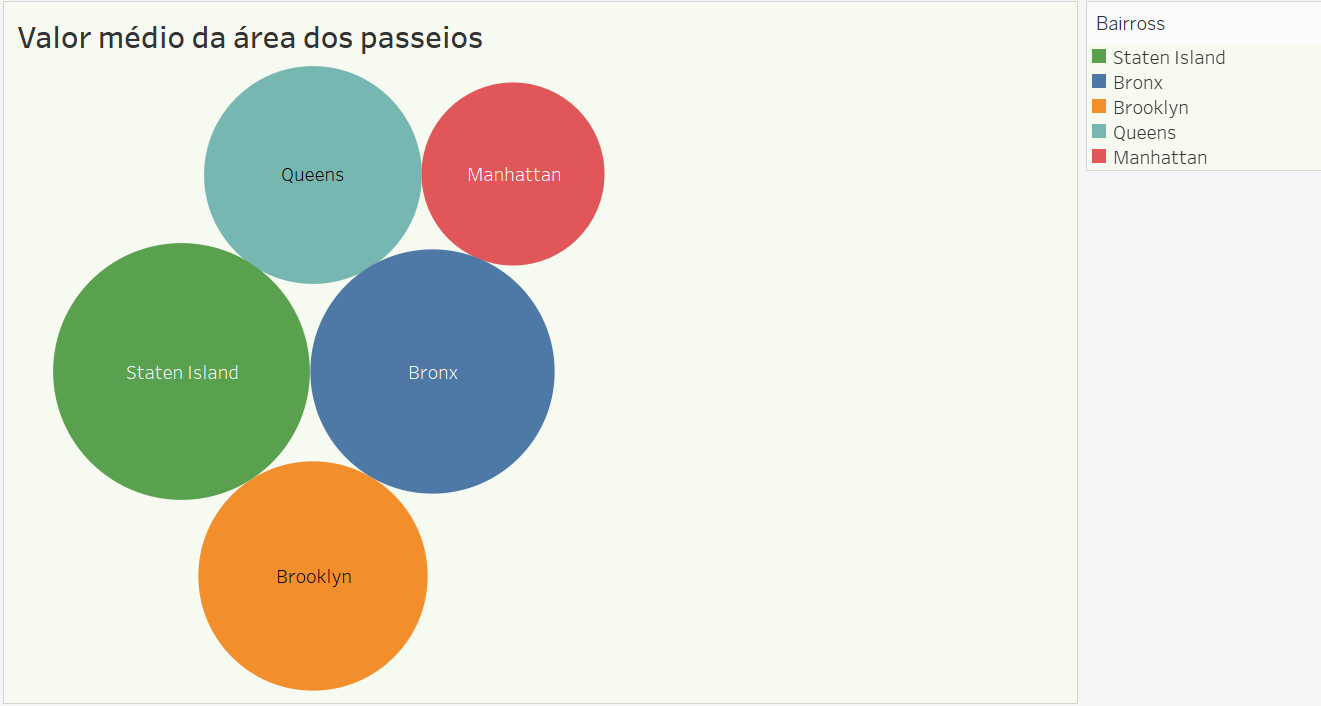 Valor médio da área dos passeios
Queens
Manhattan
Staten Island
Bronx
Brooklyn
Bairross
Staten Island
Bronx
Brooklyn
Queens
Manhattan